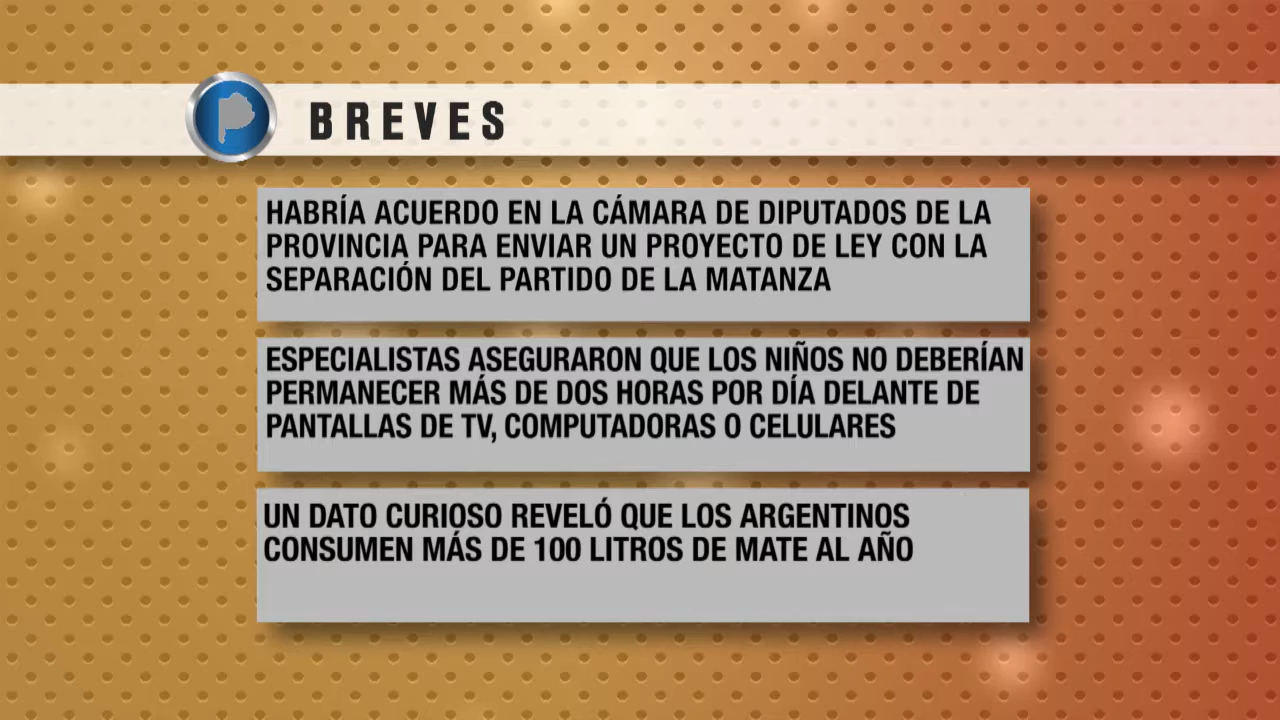 BREVES
HABRÍA ACUERDO EN LA CÁMARA DE DIPUTADOS DE LA
PROVINCIA PARA ENVIAR UN PROYECTO DE LEY CON LA
SEPARACIÓN DEL PARTIDO DE LA MATANZA
ESPECIALISTAS ASEGURARON QUE LOS NIÑOS NO DEBERÍAN
PERMANECER MÁS DE DOS HORAS POR DÍA DELANTE DE
PANTALLAS DE TV, COMPUTADORAS O CELULARES
UN DATO CURIOSO REVELÓ QUE LOS ARGENTINOS
CONSUMEN MÁS DE 100 LITROS DE MATE AL AÑO